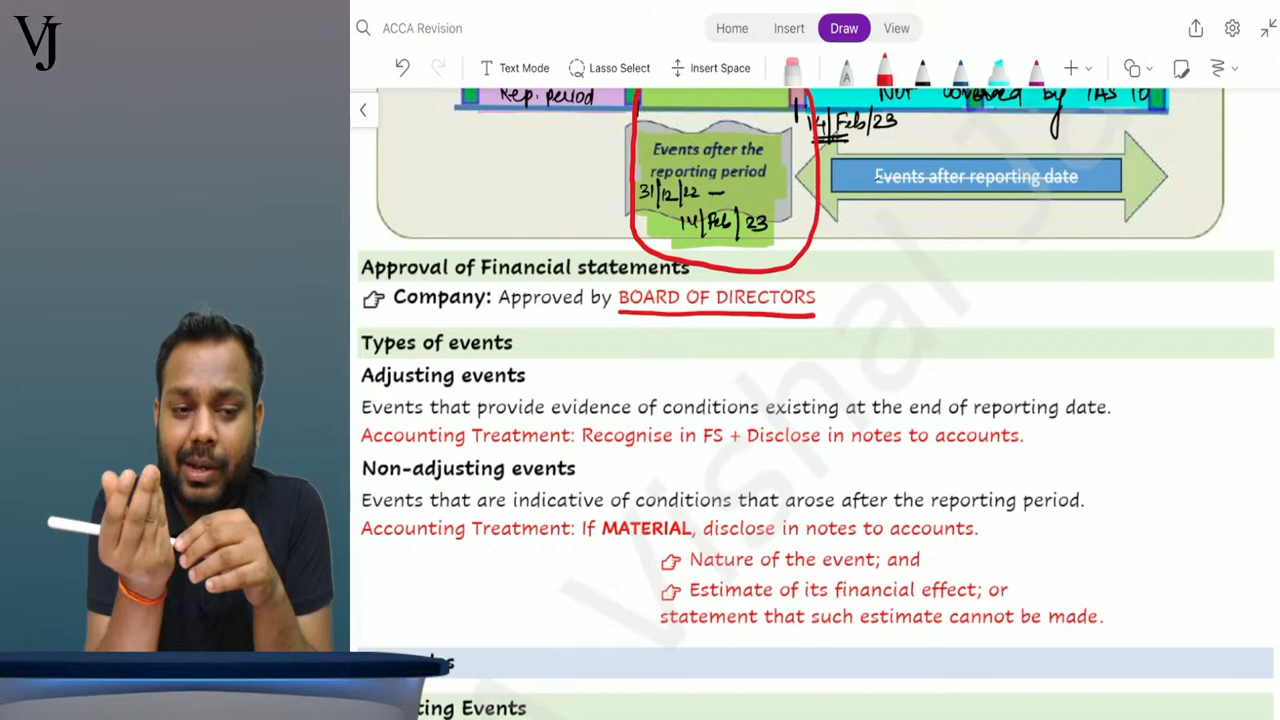 VJ
ACCA Revision
Home Insert Draw View
Text Mode Lasso Select Insert Space
Rep. period
Not covered by IAS 10
14/Feb/23
Events after the
reporting period
31/12/22 –
14/Feb/23
Events after reporting date
Approval of Financial statements
Company: Approved by BOARD OF DIRECTORS
Types of events
Adjusting events
Events that provide evidence of conditions existing at the end of reporting date.
Accounting Treatment: Recognise in FS + Disclose in notes to accounts.
Non-adjusting events
Events that are indicative of conditions that arose after the reporting period.
Accounting Treatment: If MATERIAL, disclose in notes to accounts.
Nature of the event; and
Estimate of its financial effect; or
statement that such estimate cannot be made.
ting Events